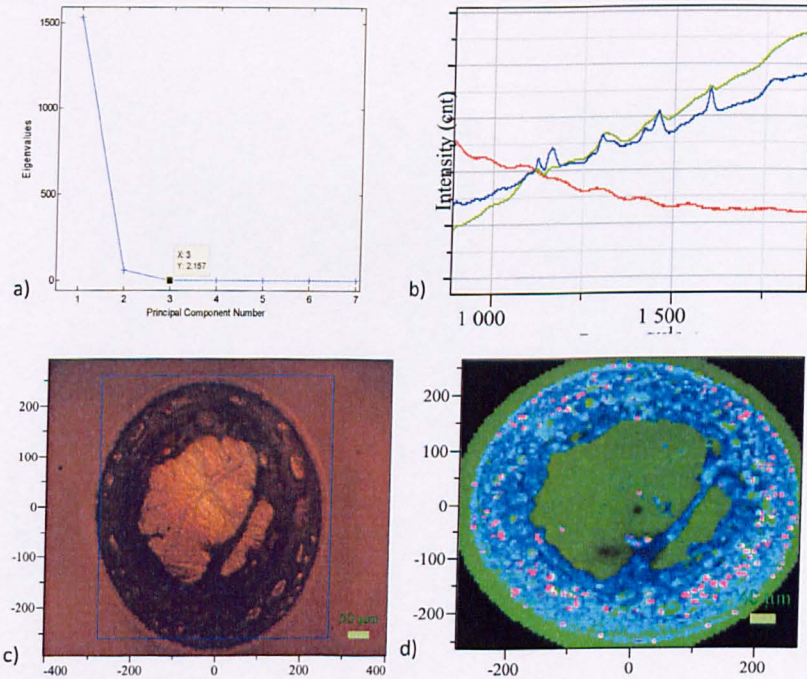 1500
1000
500
0
Eigenvalues
X: 3
Y: 2.157
1 2 3 4 5 6 7
Principal Component Number
a)
Intensity (cnt)
1 000 1 500
b)
200
100
0
-100
-200
-400 -200 0 200 400
c)
200
100
0
-100
-200
µm
-200 0 200
d)